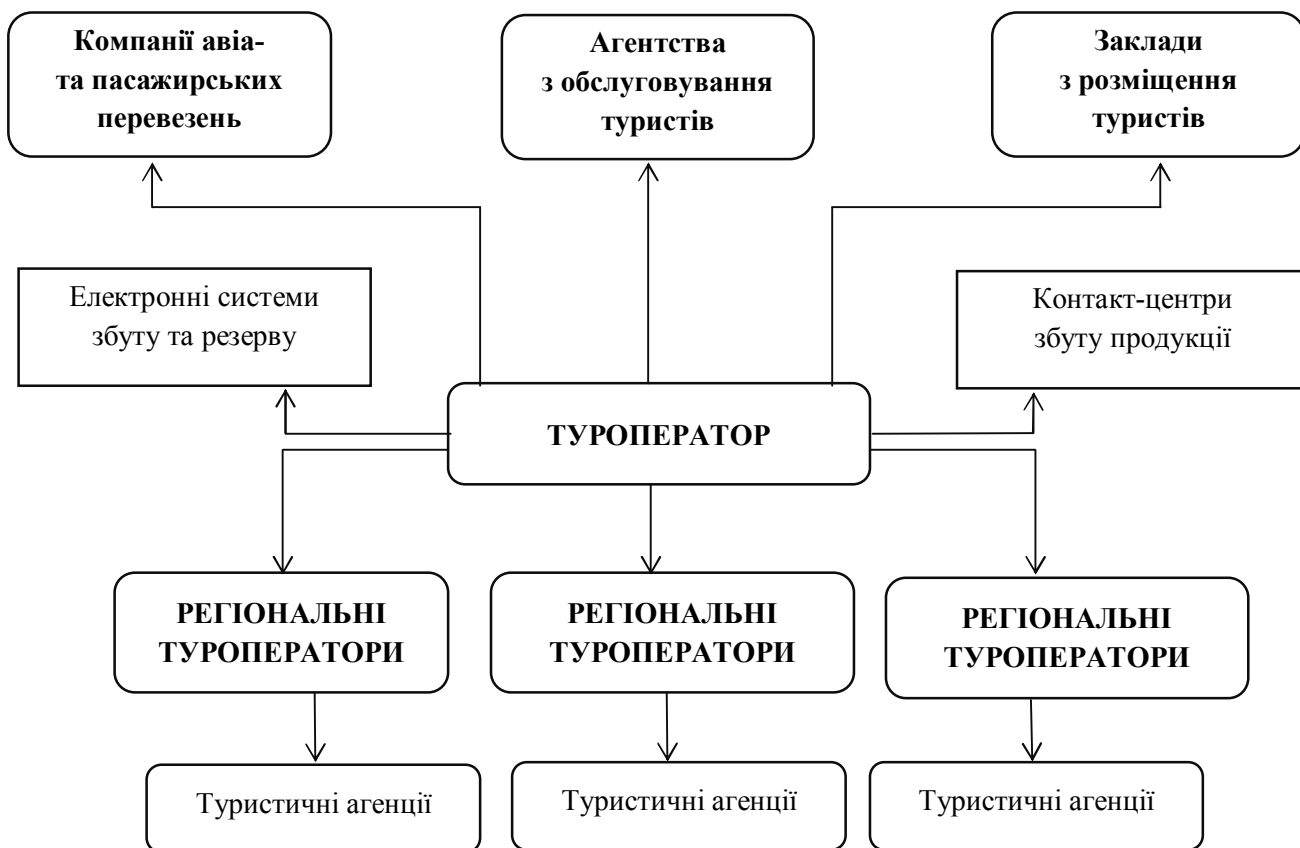 Компанії авіа-
та пасажирських
перевезень
Агентства
з обслуговування
туристів
Заклади
з розміщення
туристів
Електронні системи
збуту та резерву
Контакт-центри
збуту продукції
ТУРОПЕРАТОР
РЕГІОНАЛЬНІ
ТУРОПЕРАТОРИ
РЕГІОНАЛЬНІ
ТУРОПЕРАТОРИ
РЕГІОНАЛЬНІ
ТУРОПЕРАТОРИ
Туристичні агенції
Туристичні агенції
Туристичні агенції